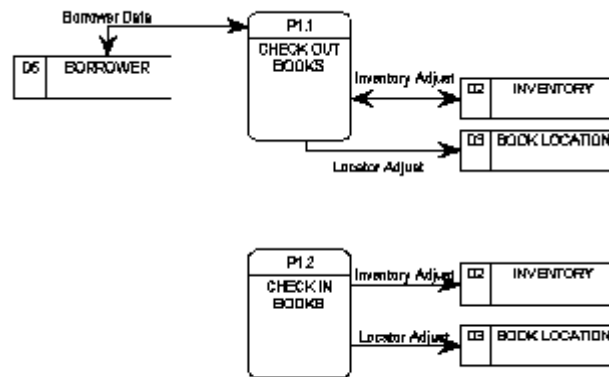 Borrower Data
P1.1
CHECK OUT
BOOKS
D5 BORROWER
Inventory Adjust
D2 INVENTORY
D3 BOOK LOCATION
Locator Adjust
P1.2
CHECK IN
BOOKS
Inventory Adjust
D2 INVENTORY
Locator Adjust
D3 BOOK LOCATION